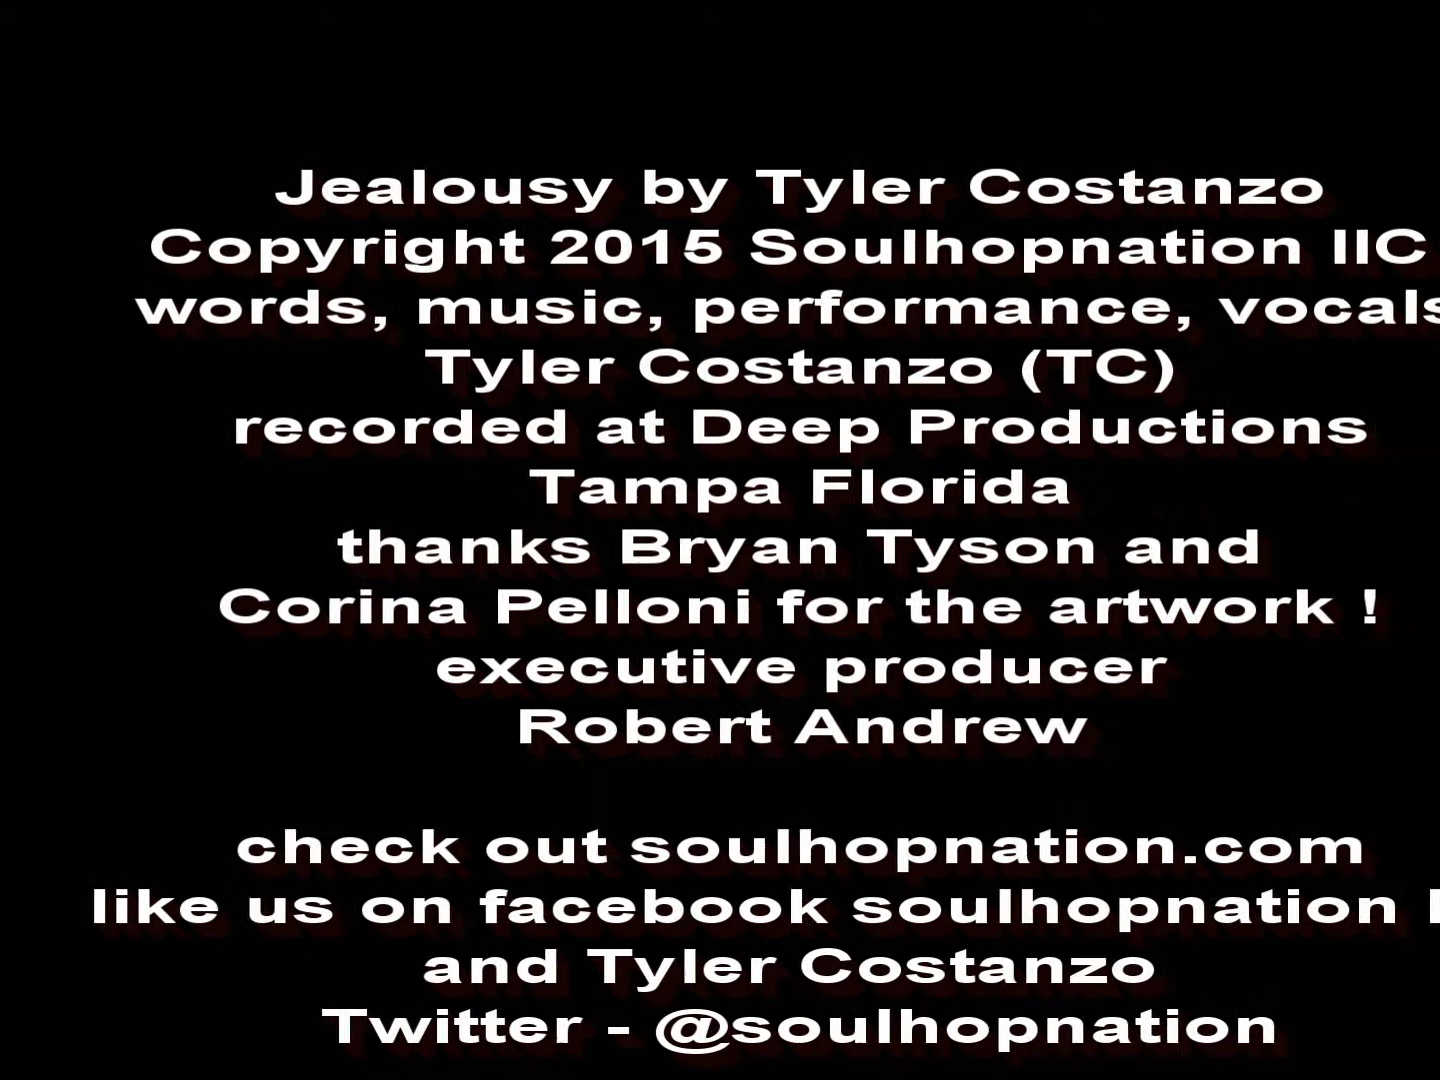 Jealousy by Tyler Costanzo
Copyright 2015 Soulhopnation llC
words, music, performance, vocals
Tyler Costanzo (TC)
recorded at Deep Productions
Tampa Florida
thanks Bryan Tyson and
Corina Pelloni for the artwork !
executive producer
Robert Andrew
check out soulhopnation.com
like us on facebook soulhopnation
and Tyler Costanzo
Twitter - @soulhopnation